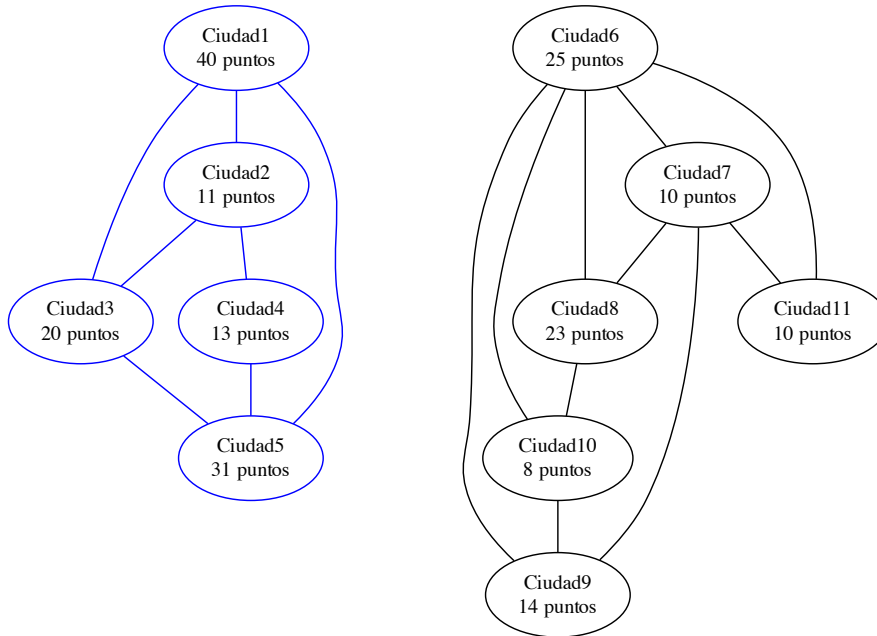 Ciudad1
40 puntos
Ciudad2
11 puntos
Ciudad3
20 puntos
Ciudad4
13 puntos
Ciudad5
31 puntos
Ciudad6
25 puntos
Ciudad7
10 puntos
Ciudad8
23 puntos
Ciudad11
10 puntos
Ciudad10
8 puntos
Ciudad9
14 puntos